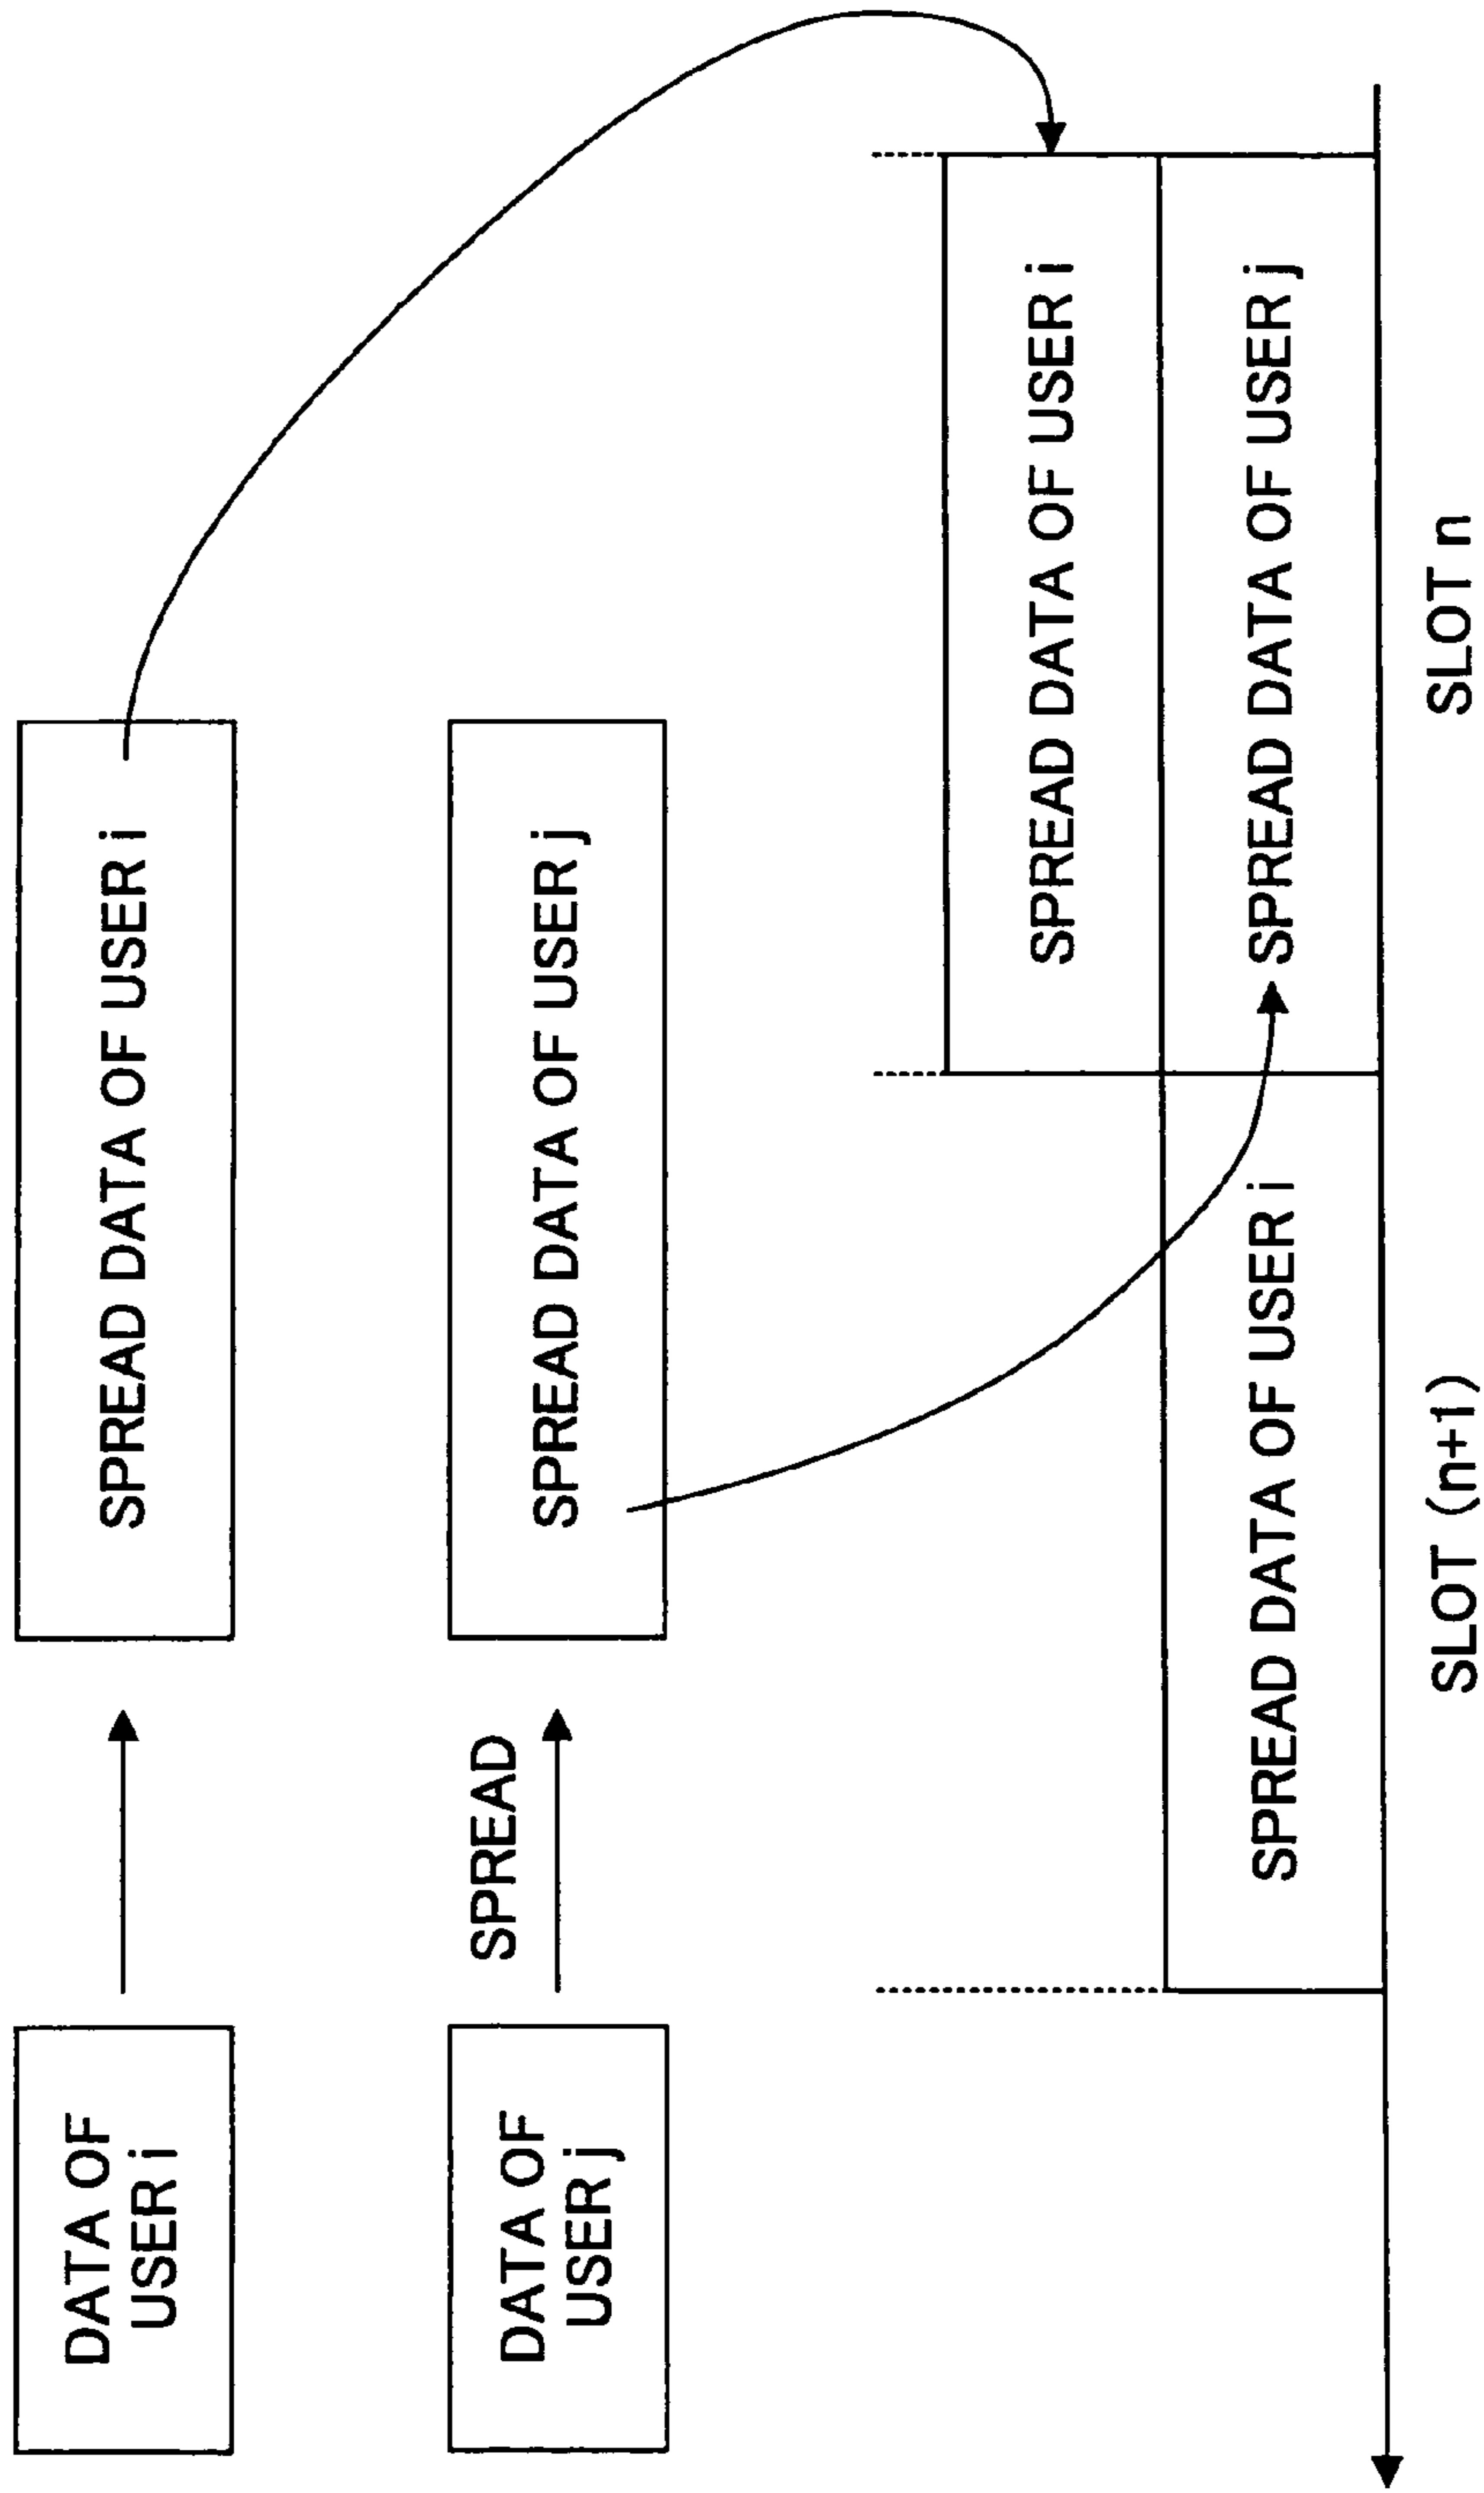 DATA OF
USER i
SPREAD DATA OF USER i
SPREAD
DATA OF
USER j
SPREAD DATA OF USER j
SPREAD DATA OF USER i
SPREAD DATA OF USER i
SPREAD DATA OF USER j
SLOT (n+1)
SLOT n